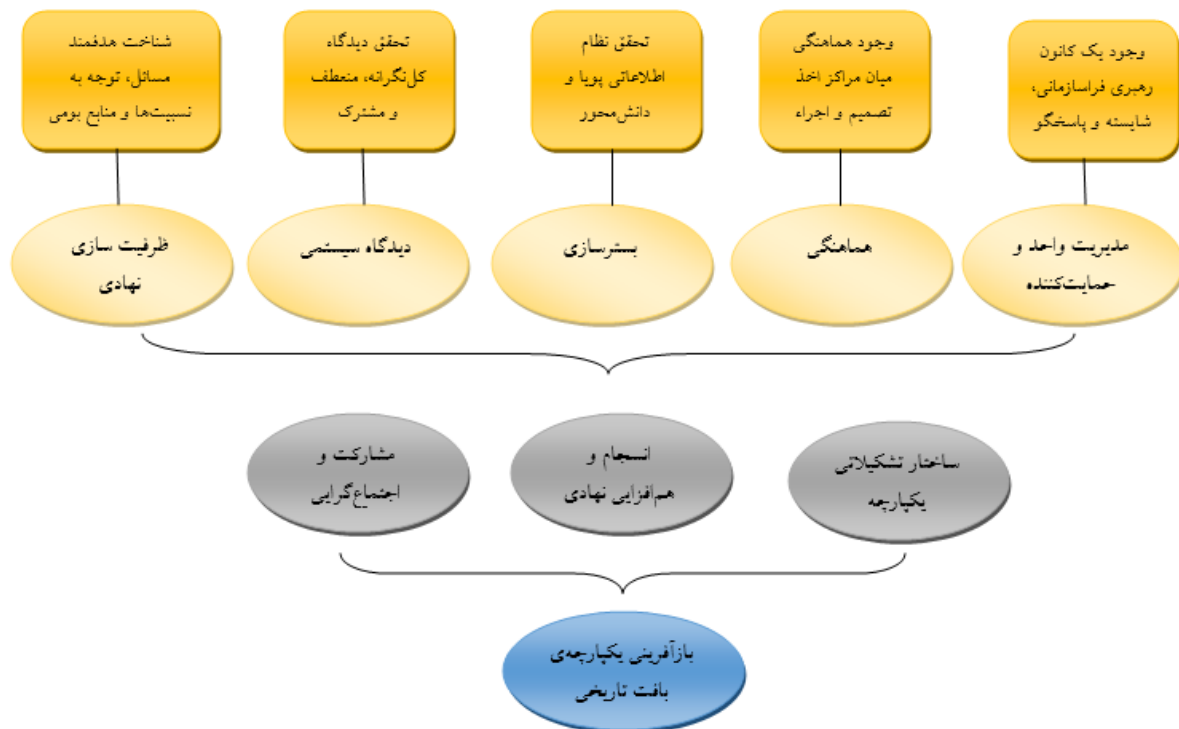 وجود یک کانون
رهبری فراسازمانی،
شایسته و پاسخگو
وجود هماهنگی
میان مراکز اخذ
تصمیم و اجراء
تحقق نظام
اطلاعاتی پویا و
دانش‌محور
تحقق دیدگاه
کل‌نگرانه، منعطف
و مشترک
شناخت هدفمند
مسائل، توجه به
نسبیت‌ها و منابع بومی
مدیریت واحد و
حمایت‌کننده
هماهنگی
بسترسازی
دیدگاه سیستمی
ظرفیت سازی
نهادی
ساختار تشکیلاتی
یکپارچه
انسجام و
هم‌افزایی نهادی
مشارکت و
اجتماع‌گرایی
بازآفرینی یکپارچه‌ی
بافت تاریخی